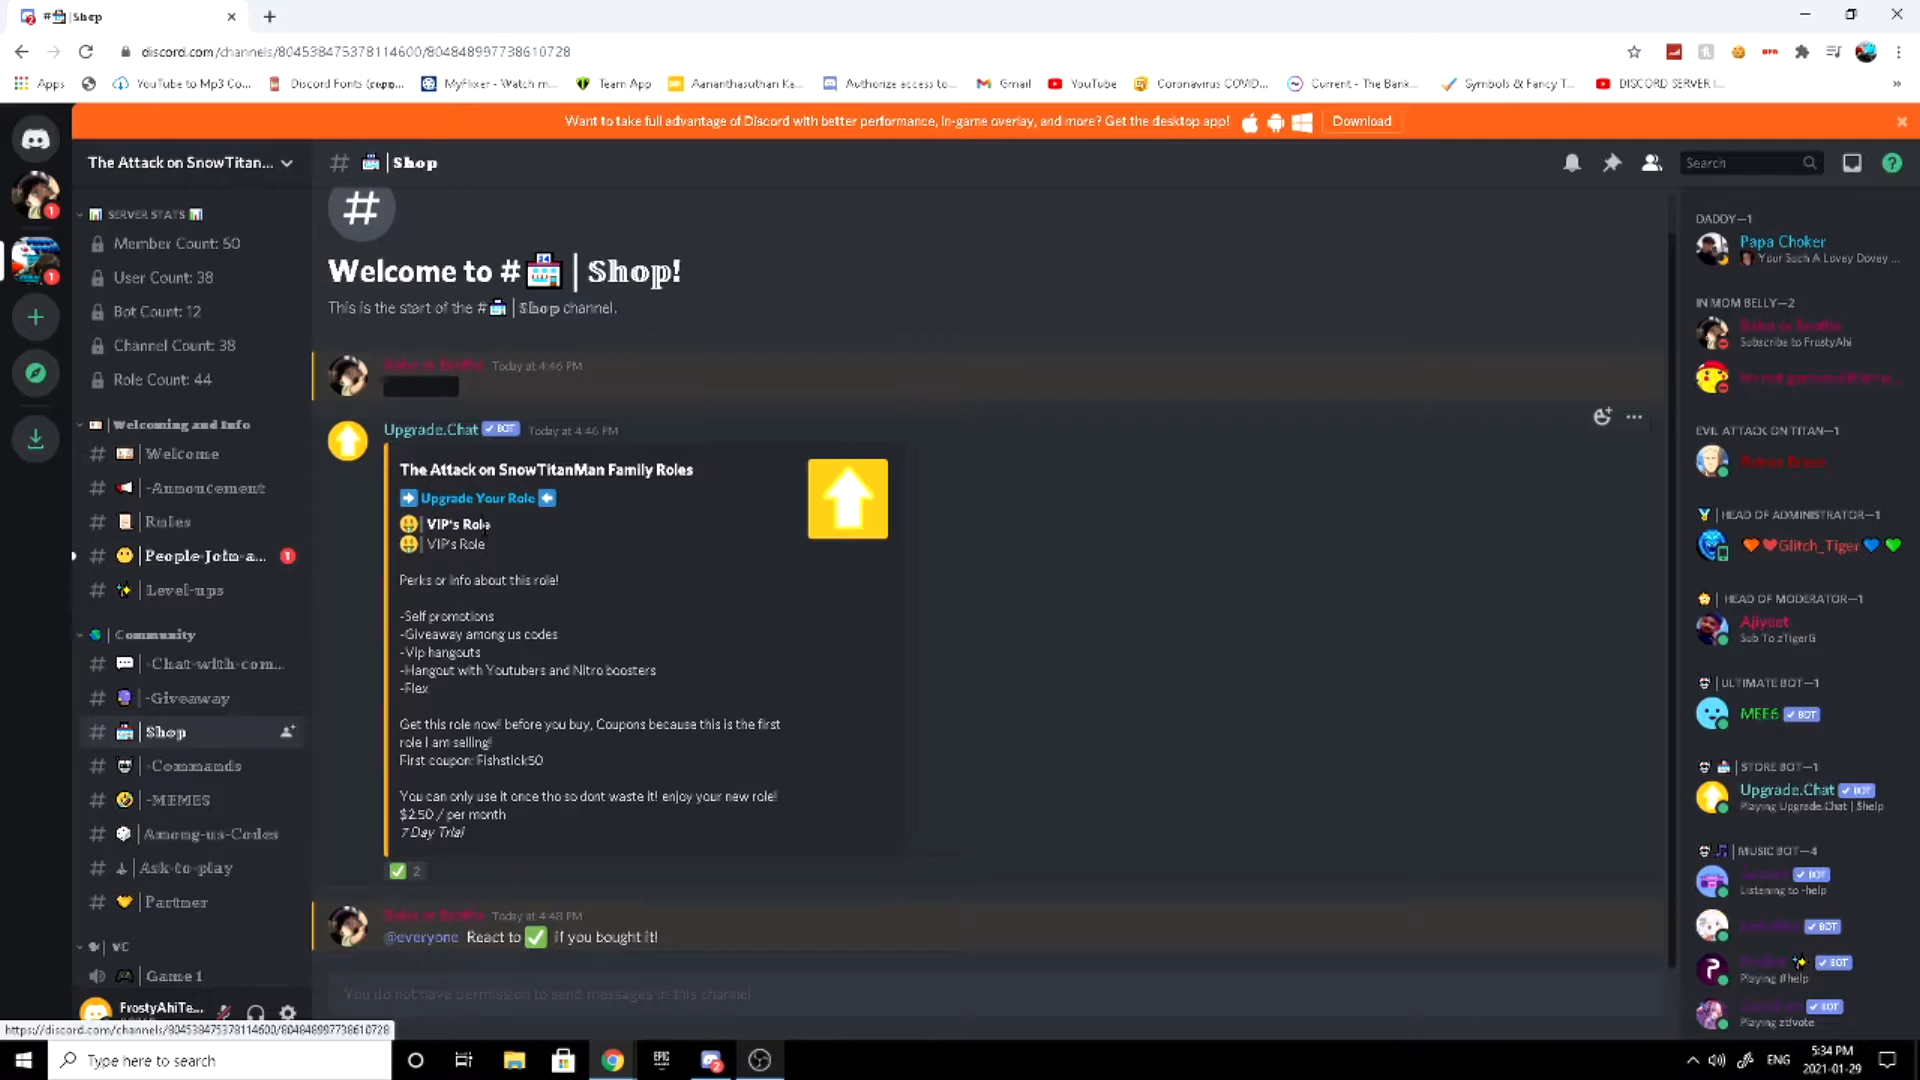 # | Shop
discord.com/channels/804538475378114600/804848997738610728
Apps
YouTube to Mp3 Co...
Discord Fonts (copo...
MyFlixer - Watch m...
Team App
Aananthasuthan Ka...
Authorize access to...
Gmail
YouTube
Coronavirus COVID...
Current - The Bank...
Symbols & Fancy T...
DISCORD SERVER I...
Want to take full advantage of Discord with better performance, in-game overlay, and more? Get the desktop app!
Download
The Attack on SnowTitan...
# | Shop
Search
SERVER STATS
Member Count: 50
User Count: 38
Bot Count: 12
Channel Count: 38
Role Count: 44
| Welcoming and Info
# | Welcome
# | -Annoucement
# | Rules
# | People-Join-a... 1
# | Level-ups
| Community
# | -Chat-with-com...
# | -Giveaway
# | Shop
# | -Commands
# | -MEMES
# | Among-us-Codes
# | Ask-to-play
# | Partner
| VC
| Game 1
FrostyAhiTe...
Welcome to # | Shop!
This is the start of the # | Shop channel.
Today at 4:46 PM
Upgrade.Chat BOT Today at 4:46 PM
The Attack on SnowTitanMan Family Roles
Upgrade Your Role
| VIP's Role
| VIP's Role
Perks or info about this role!
-Self promotions
-Giveaway among us codes
-Vip hangouts
-Hangout with Youtubers and Nitro boosters
-Flex
Get this role now! before you buy, Coupons because this is the first
role I am selling!
First coupon: Fishstick50
You can only use it once tho so dont waste it! enjoy your new role!
$2.50 / per month
7 Day Trial
2
Today at 4:48 PM
@everyone React to if you bought it!
You do not have permission to send messages in this channel
DADDY—1
Papa Choker
Your Such A Lovey Dovey ...
IN MOM BELLY—2
Subscribe to FrostyAhi
EVIL ATTACK ON TITAN—1
| HEAD OF ADMINISTRATOR—1
Glitch_Tiger
| HEAD OF MODERATOR—1
Ajiyeet
Sub To zTigerG
| ULTIMATE BOT—1
MEE6 BOT
| STORE BOT—1
Upgrade.Chat BOT
Playing Upgrade.Chat | $help
| MUSIC BOT—4
BOT
Listening to -help
BOT
BOT
BOT
https://discord.com/channels/804538475378114600/804848997738610728
Type here to search
EPIC
ENG
5:34 PM
2021-01-29